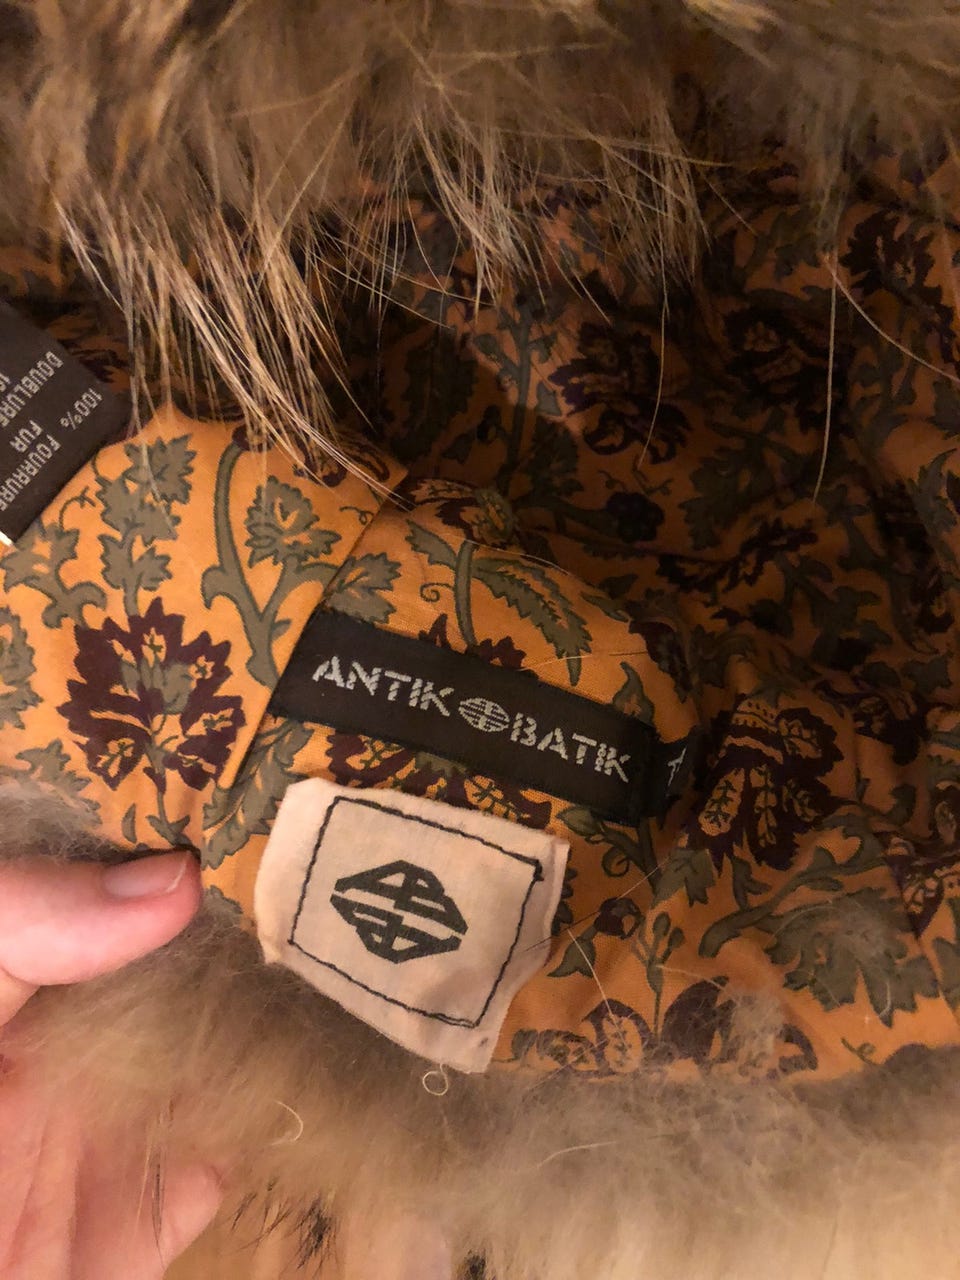 100% FOURRURE
FUR
DOUBLURE
ANTIK BATIK